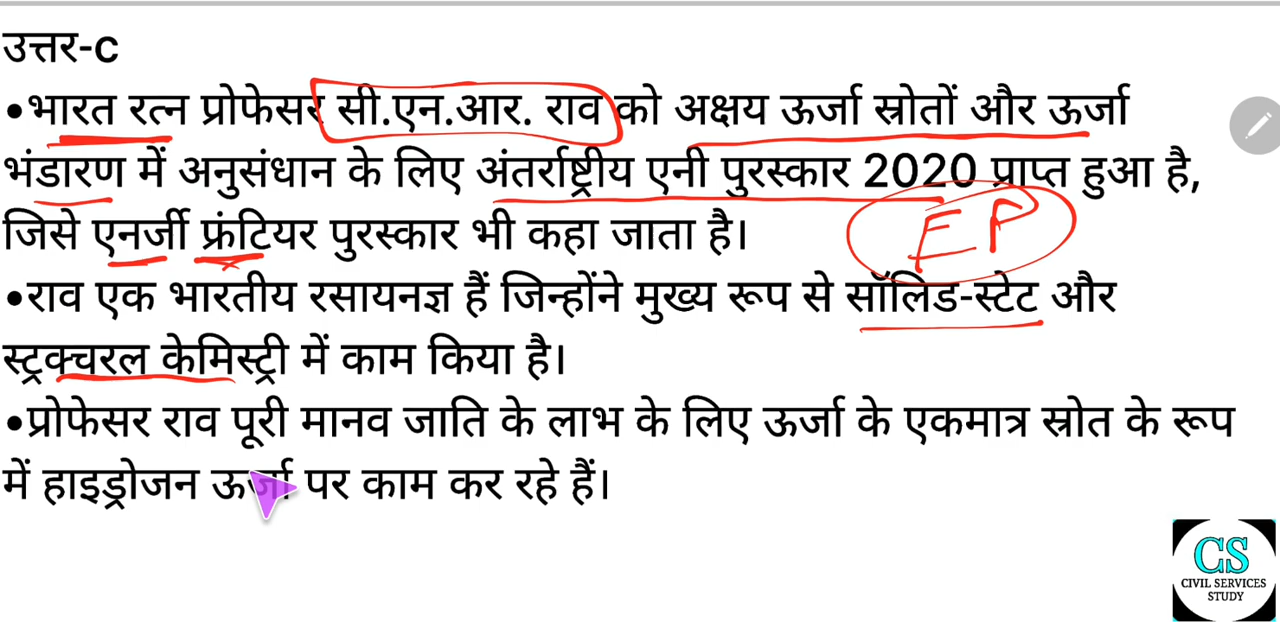 उत्तर-C
•भारत रत्न प्रोफेसर सी.एन.आर. राव को अक्षय ऊर्जा स्रोतों और ऊर्जा
भंडारण में अनुसंधान के लिए अंतर्राष्ट्रीय एनी पुरस्कार 2020 प्राप्त हुआ है,
जिसे एनर्जी फ्रंटियर पुरस्कार भी कहा जाता है।
EP
•राव एक भारतीय रसायनज्ञ हैं जिन्होंने मुख्य रूप से सॉलिड-स्टेट और
स्ट्रक्चरल केमिस्ट्री में काम किया है।
•प्रोफेसर राव पूरी मानव जाति के लाभ के लिए ऊर्जा के एकमात्र स्रोत के रूप
में हाइड्रोजन ऊर्जा पर काम कर रहे हैं।
CS
CIVIL SERVICES
STUDY